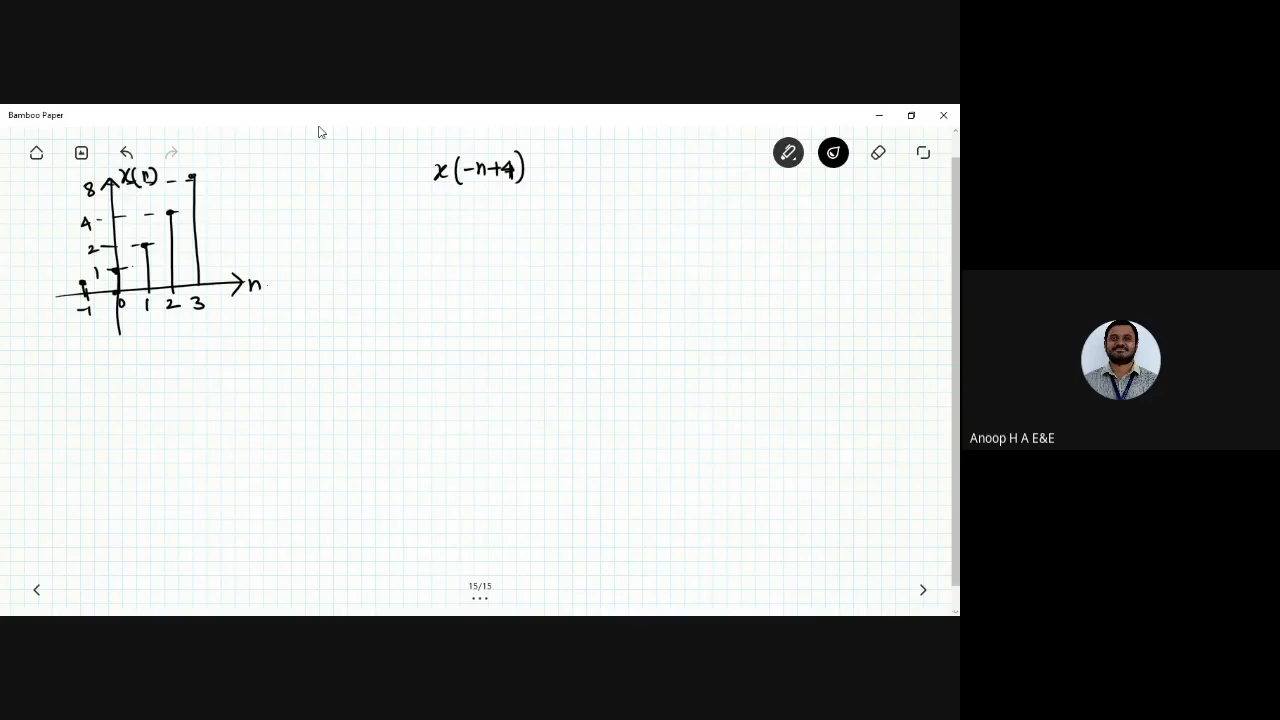 Bamboo Paper
x(-n+4)
x(n)
8
4
2
1
n
-1 0 1 2 3
Anoop H A E&E
15/15